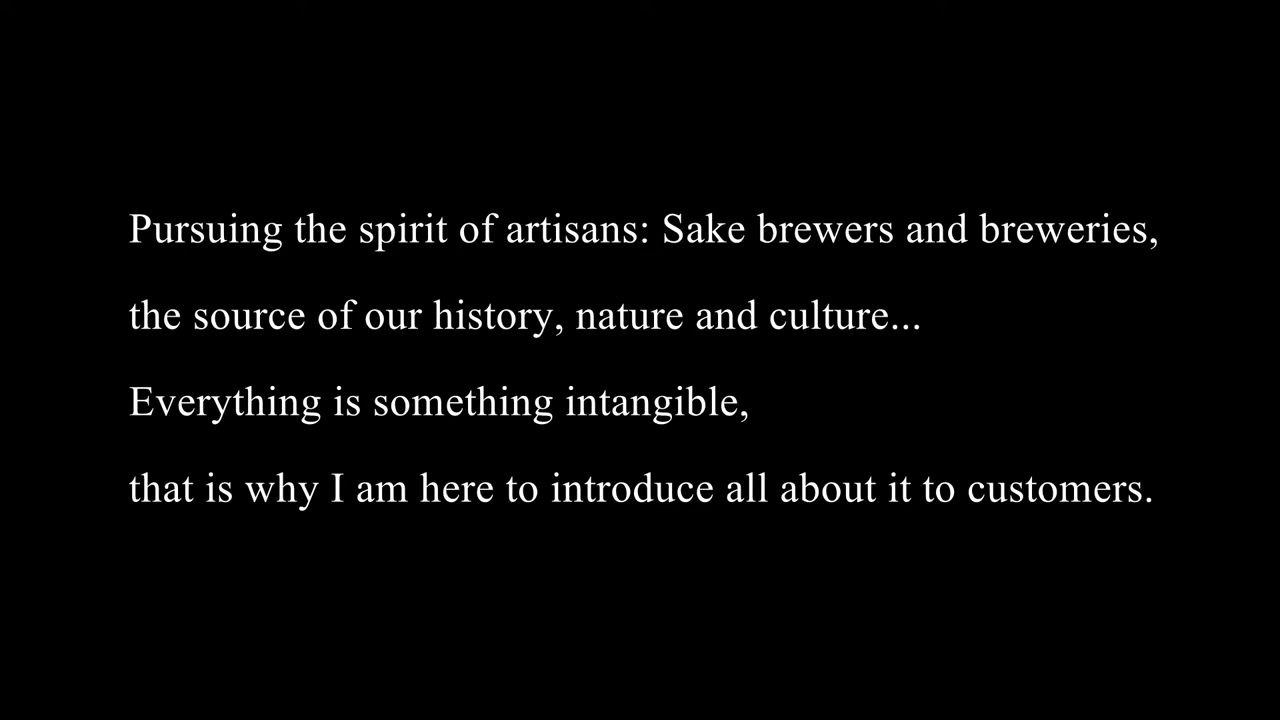 Pursuing the spirit of artisans: Sake brewers and breweries,
the source of our history, nature and culture...
Everything is something intangible,
that is why I am here to introduce all about it to customers.